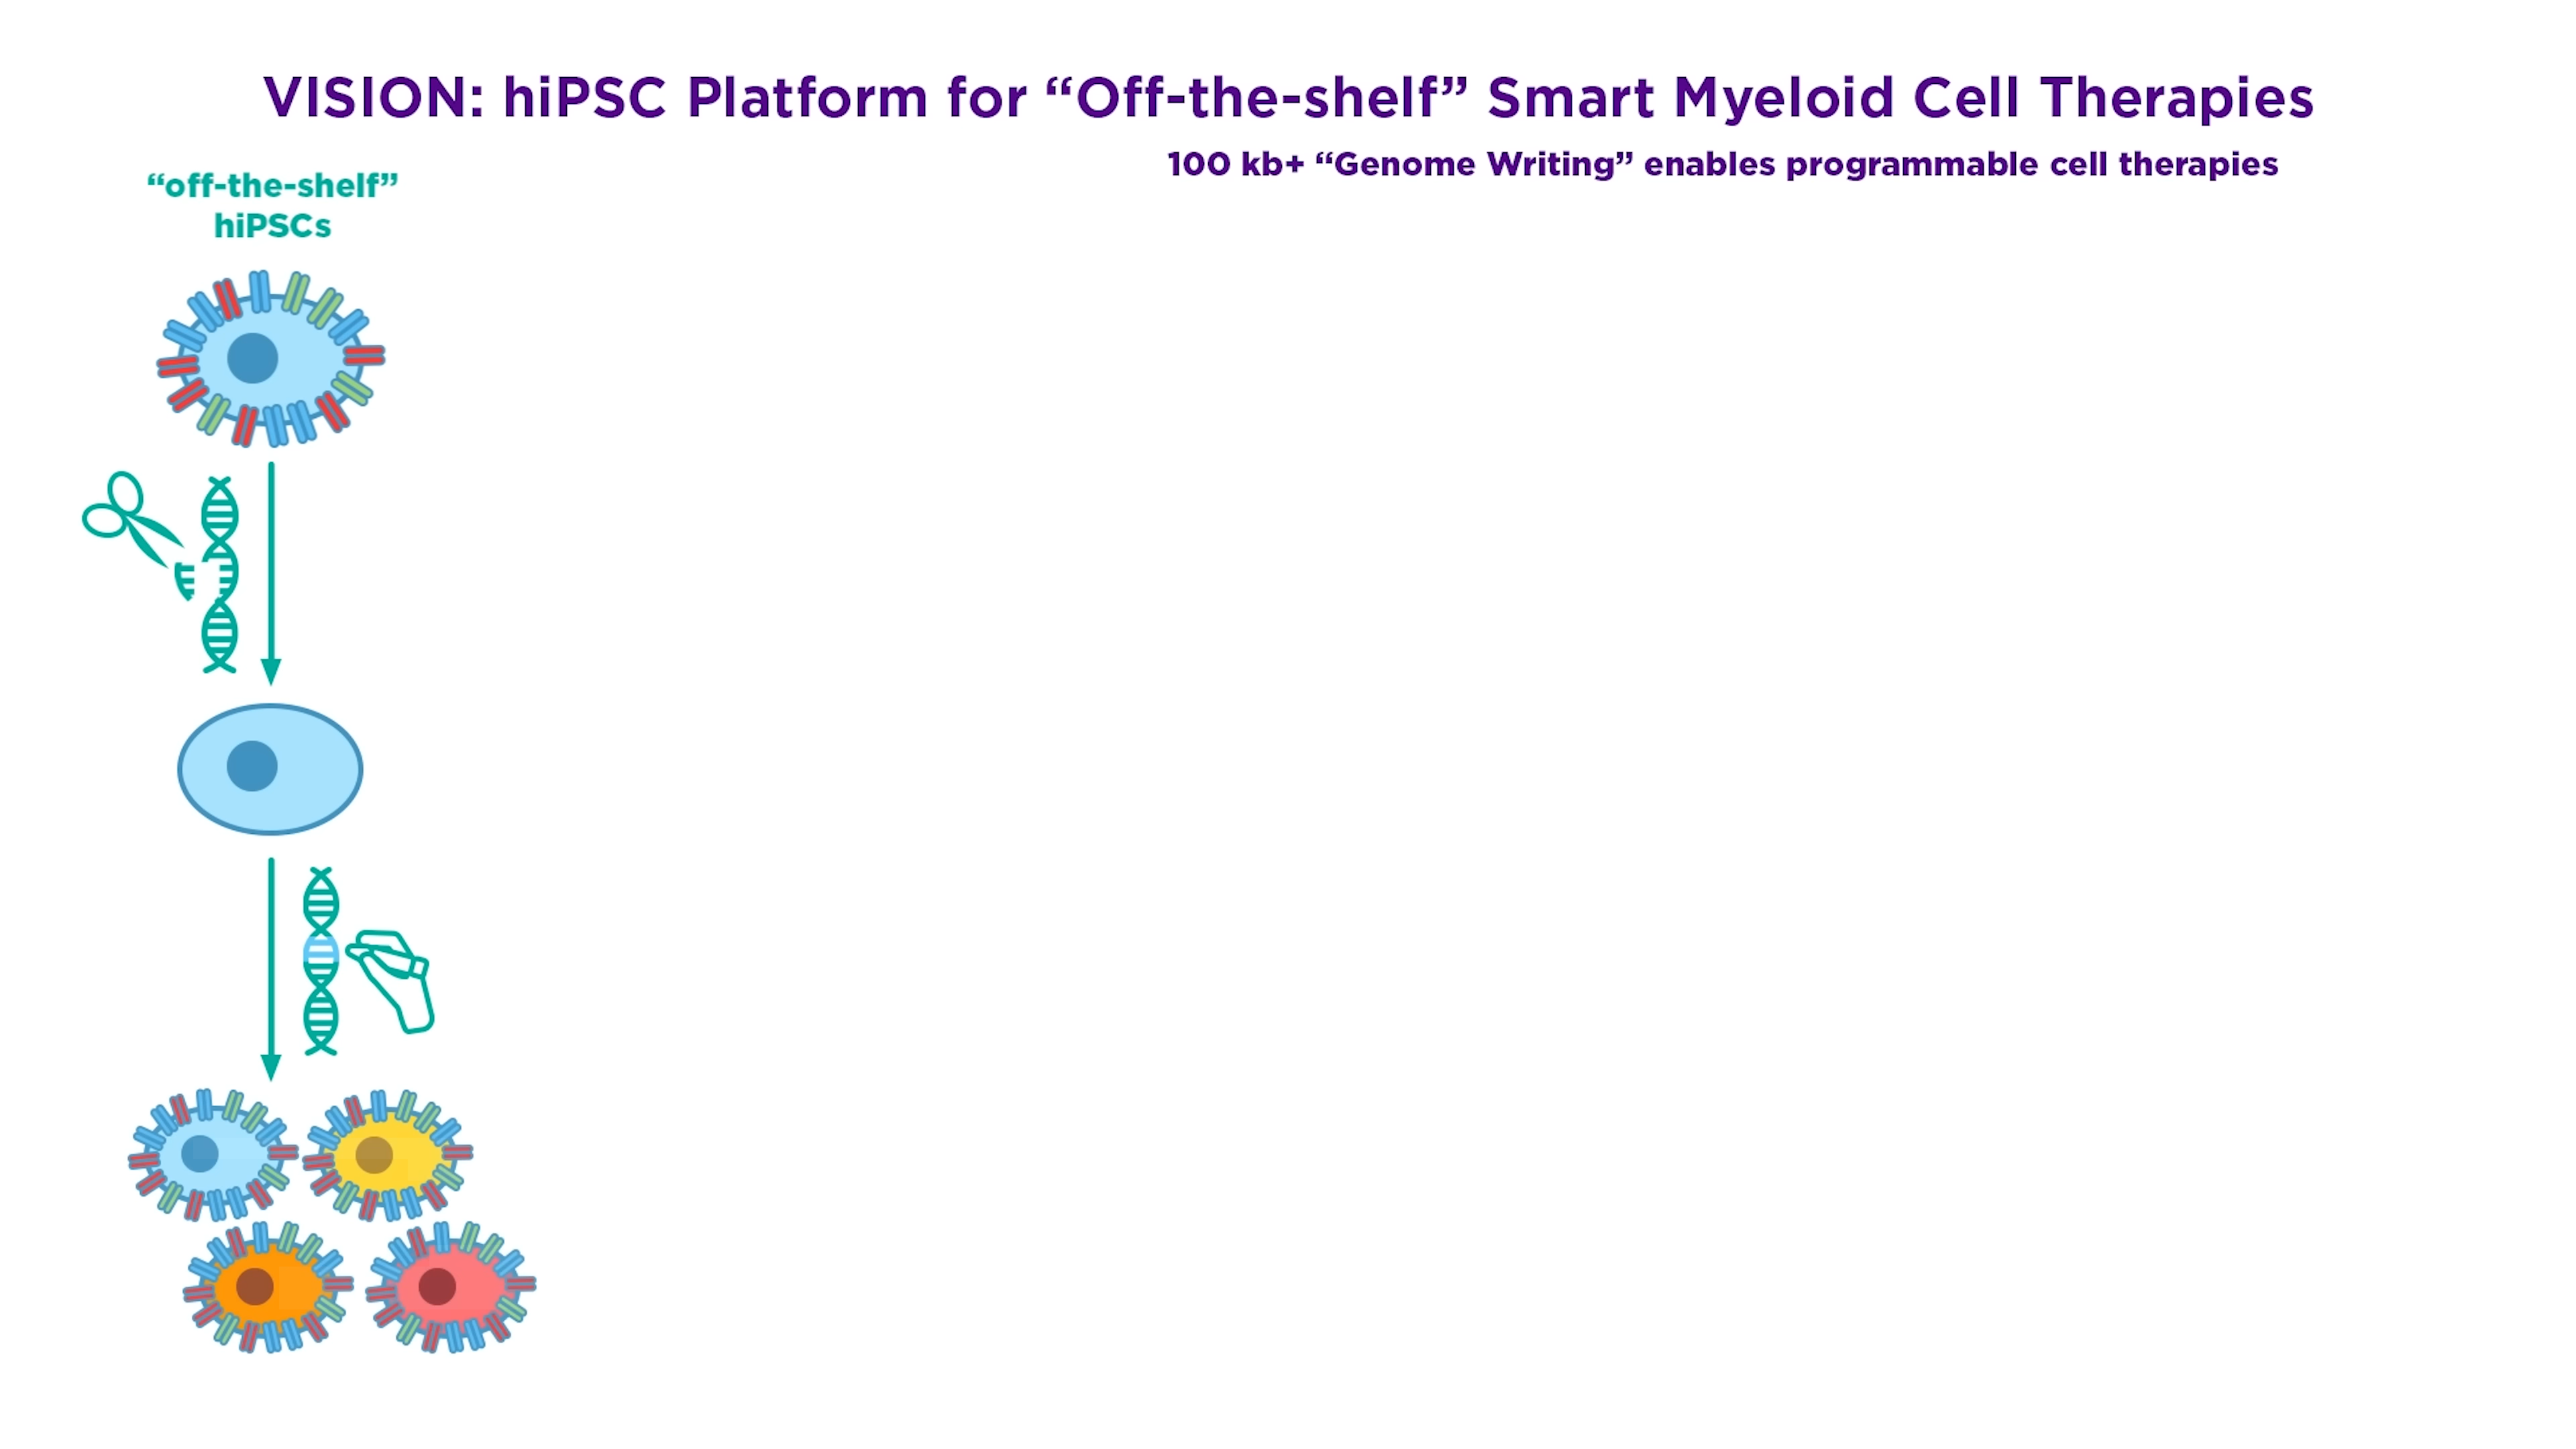 VISION: hiPSC Platform for “Off-the-shelf” Smart Myeloid Cell Therapies
100 kb+ “Genome Writing” enables programmable cell therapies
“off-the-shelf”
hiPSCs